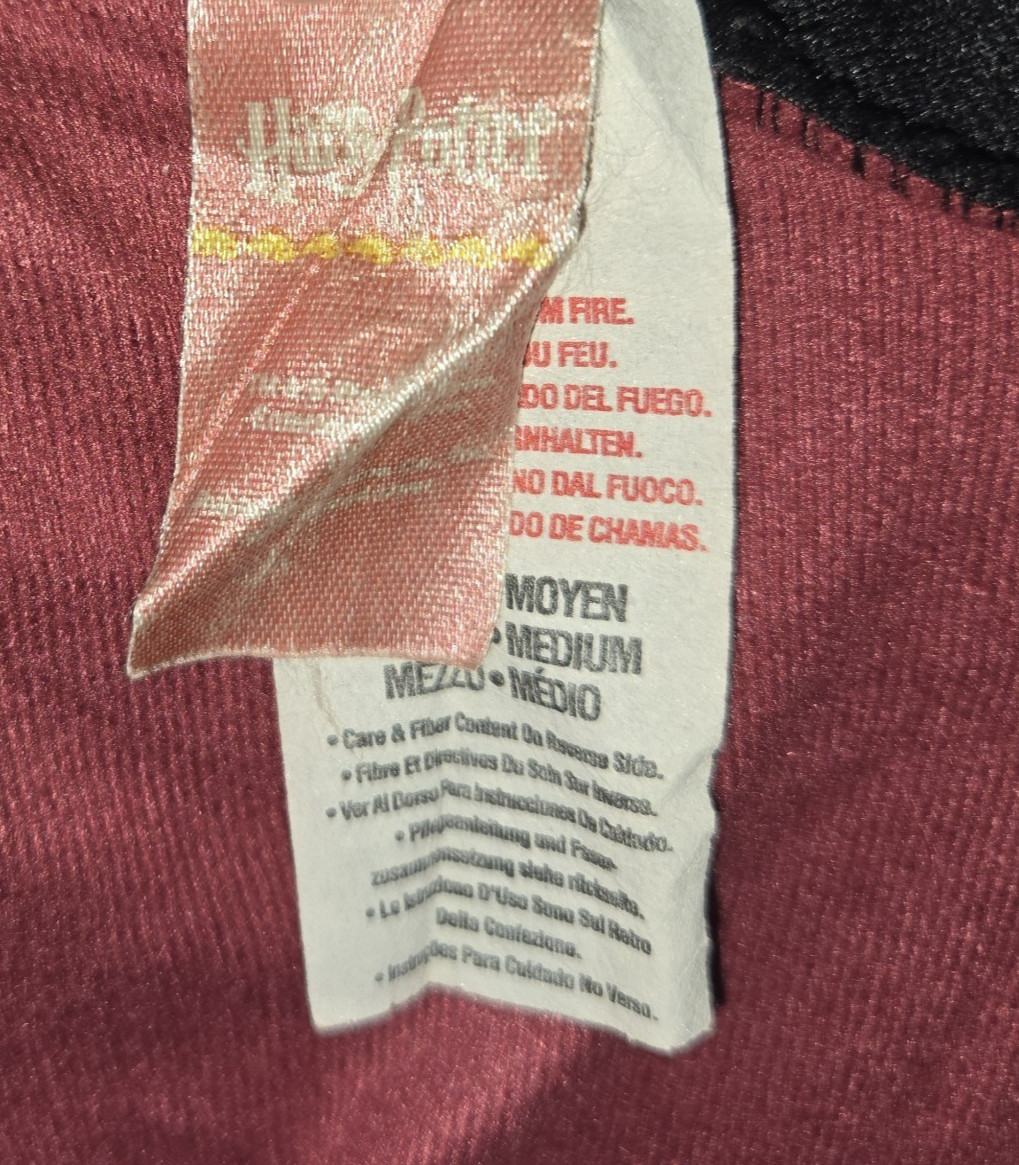 Harry Potter
M FIRE.
DU FEU.
DO DEL FUEGO.
RNHALTEN.
NO DAL FUOCO.
DO DE CHAMAS.
MOYEN
• MEDIUM
MEZZO • MÉDIO
• Care & Fiber Content On Reverse Side.
• Fibre Et Directives Du Soin Sur Inverse.
• Ver Al Dorso Para Instrucciones De Cuidado.
• Pflegeanleitung und Faser-
zusammensetzung siehe rückseite.
• Le Istruzione D'Uso Sono Sul Retro
Della Confezione.
• Instruções Para Cuidado No Verso.